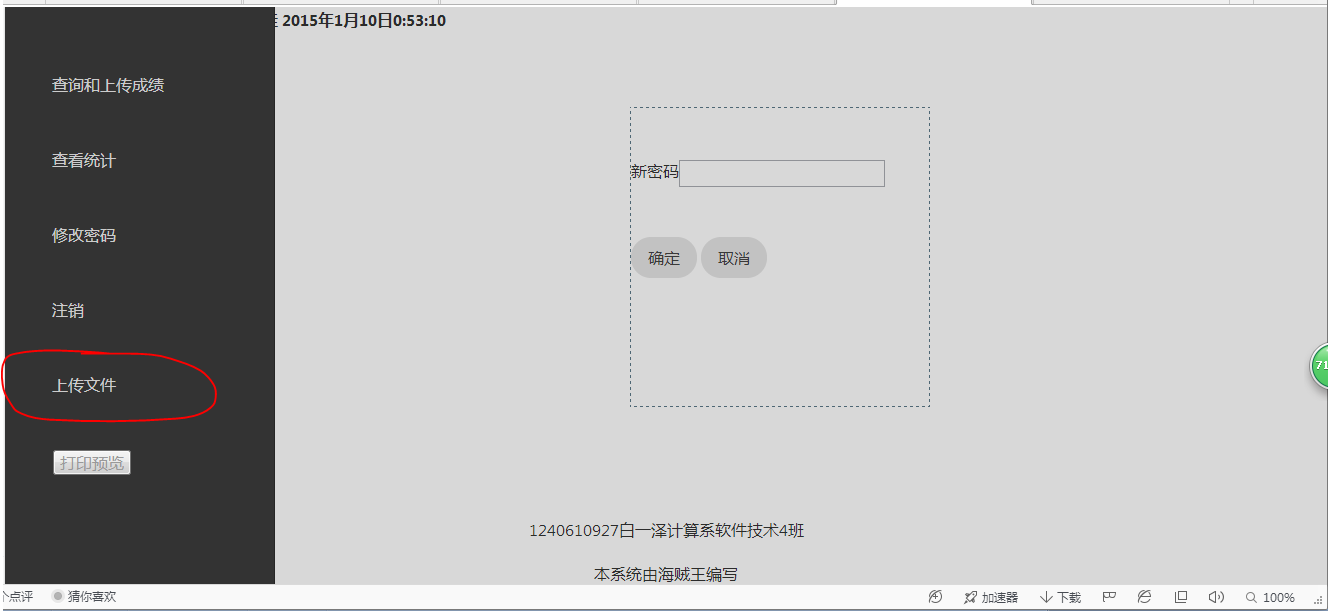 2015年1月10日0:53:10
查询和上传成绩
查看统计
修改密码
注销
上传文件
打印预览
新密码
确定 取消
1240610927白一泽计算系软件技术4班
本系统由海贼王编写
点评 猜你喜欢 加速器 下载 100%
71